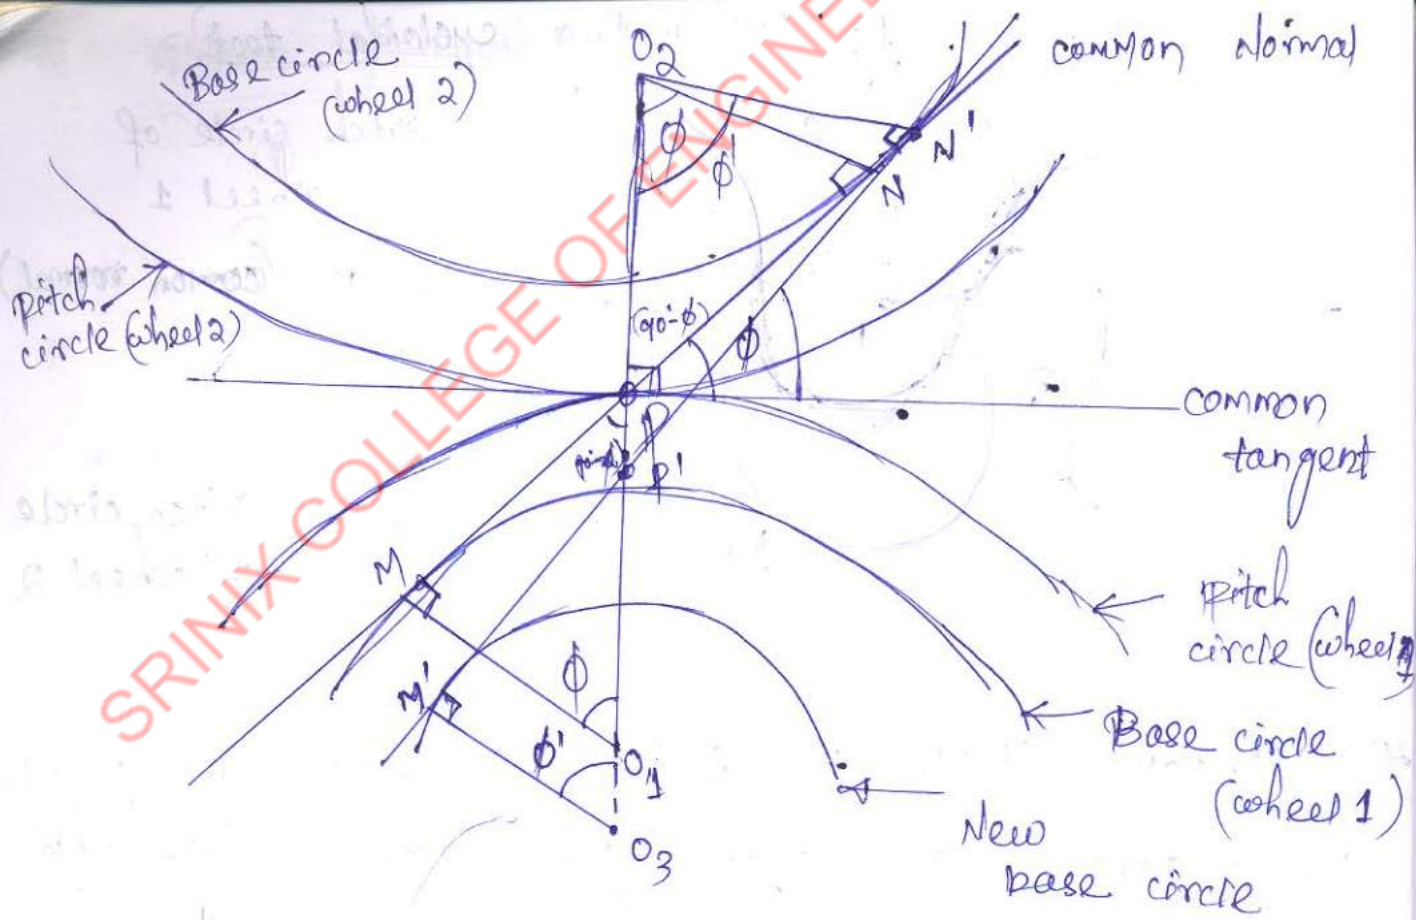 Base circle
(wheel 2)
O2
common Normal
N'
N
ϕ
ϕ'
Pitch
circle (wheel 2)
(90-ϕ)
ϕ
common
tangent
P
P'
M
M'
ϕ
ϕ'
O1
O3
Pitch
circle (wheel 1)
Base circle
(wheel 1)
New
base circle
SRINIX COLLEGE OF ENGINEE